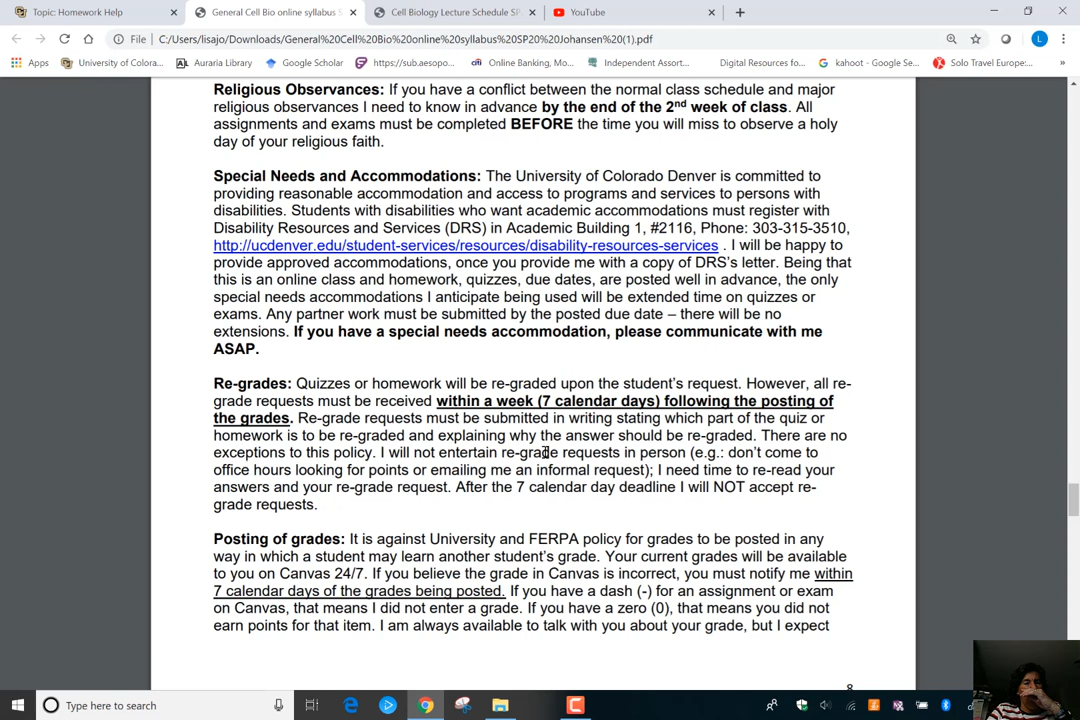 Topic: Homework Help
General Cell Bio online syllabus S
Cell Biology Lecture Schedule SP
YouTube
File
C:/Users/lisajo/Downloads/General%20Cell%20Bio%20online%20syllabus%20SP20%20Johansen%20(1).pdf
Apps
University of Colora...
Auraria Library
Google Scholar
https://sub.aesopo...
Online Banking, Mo...
Independent Assort...
Digital Resources fo...
kahoot - Google Se...
Solo Travel Europe:...
Religious Observances: If you have a conflict between the normal class schedule and major
religious observances I need to know in advance by the end of the 2nd week of class. All
assignments and exams must be completed BEFORE the time you will miss to observe a holy
day of your religious faith.
Special Needs and Accommodations: The University of Colorado Denver is committed to
providing reasonable accommodation and access to programs and services to persons with
disabilities. Students with disabilities who want academic accommodations must register with
Disability Resources and Services (DRS) in Academic Building 1, #2116, Phone: 303-315-3510,
http://ucdenver.edu/student-services/resources/disability-resources-services . I will be happy to
provide approved accommodations, once you provide me with a copy of DRS's letter. Being that
this is an online class and homework, quizzes, due dates, are posted well in advance, the only
special needs accommodations I anticipate being used will be extended time on quizzes or
exams. Any partner work must be submitted by the posted due date – there will be no
extensions. If you have a special needs accommodation, please communicate with me
ASAP.
Re-grades: Quizzes or homework will be re-graded upon the student's request. However, all re-
grade requests must be received within a week (7 calendar days) following the posting of
the grades. Re-grade requests must be submitted in writing stating which part of the quiz or
homework is to be re-graded and explaining why the answer should be re-graded. There are no
exceptions to this policy. I will not entertain re-grade requests in person (e.g.: don't come to
office hours looking for points or emailing me an informal request); I need time to re-read your
answers and your re-grade request. After the 7 calendar day deadline I will NOT accept re-
grade requests.
Posting of grades: It is against University and FERPA policy for grades to be posted in any
way in which a student may learn another student's grade. Your current grades will be available
to you on Canvas 24/7. If you believe the grade in Canvas is incorrect, you must notify me within
7 calendar days of the grades being posted. If you have a dash (-) for an assignment or exam
on Canvas, that means I did not enter a grade. If you have a zero (0), that means you did not
earn points for that item. I am always available to talk with you about your grade, but I expect
8
Type here to search